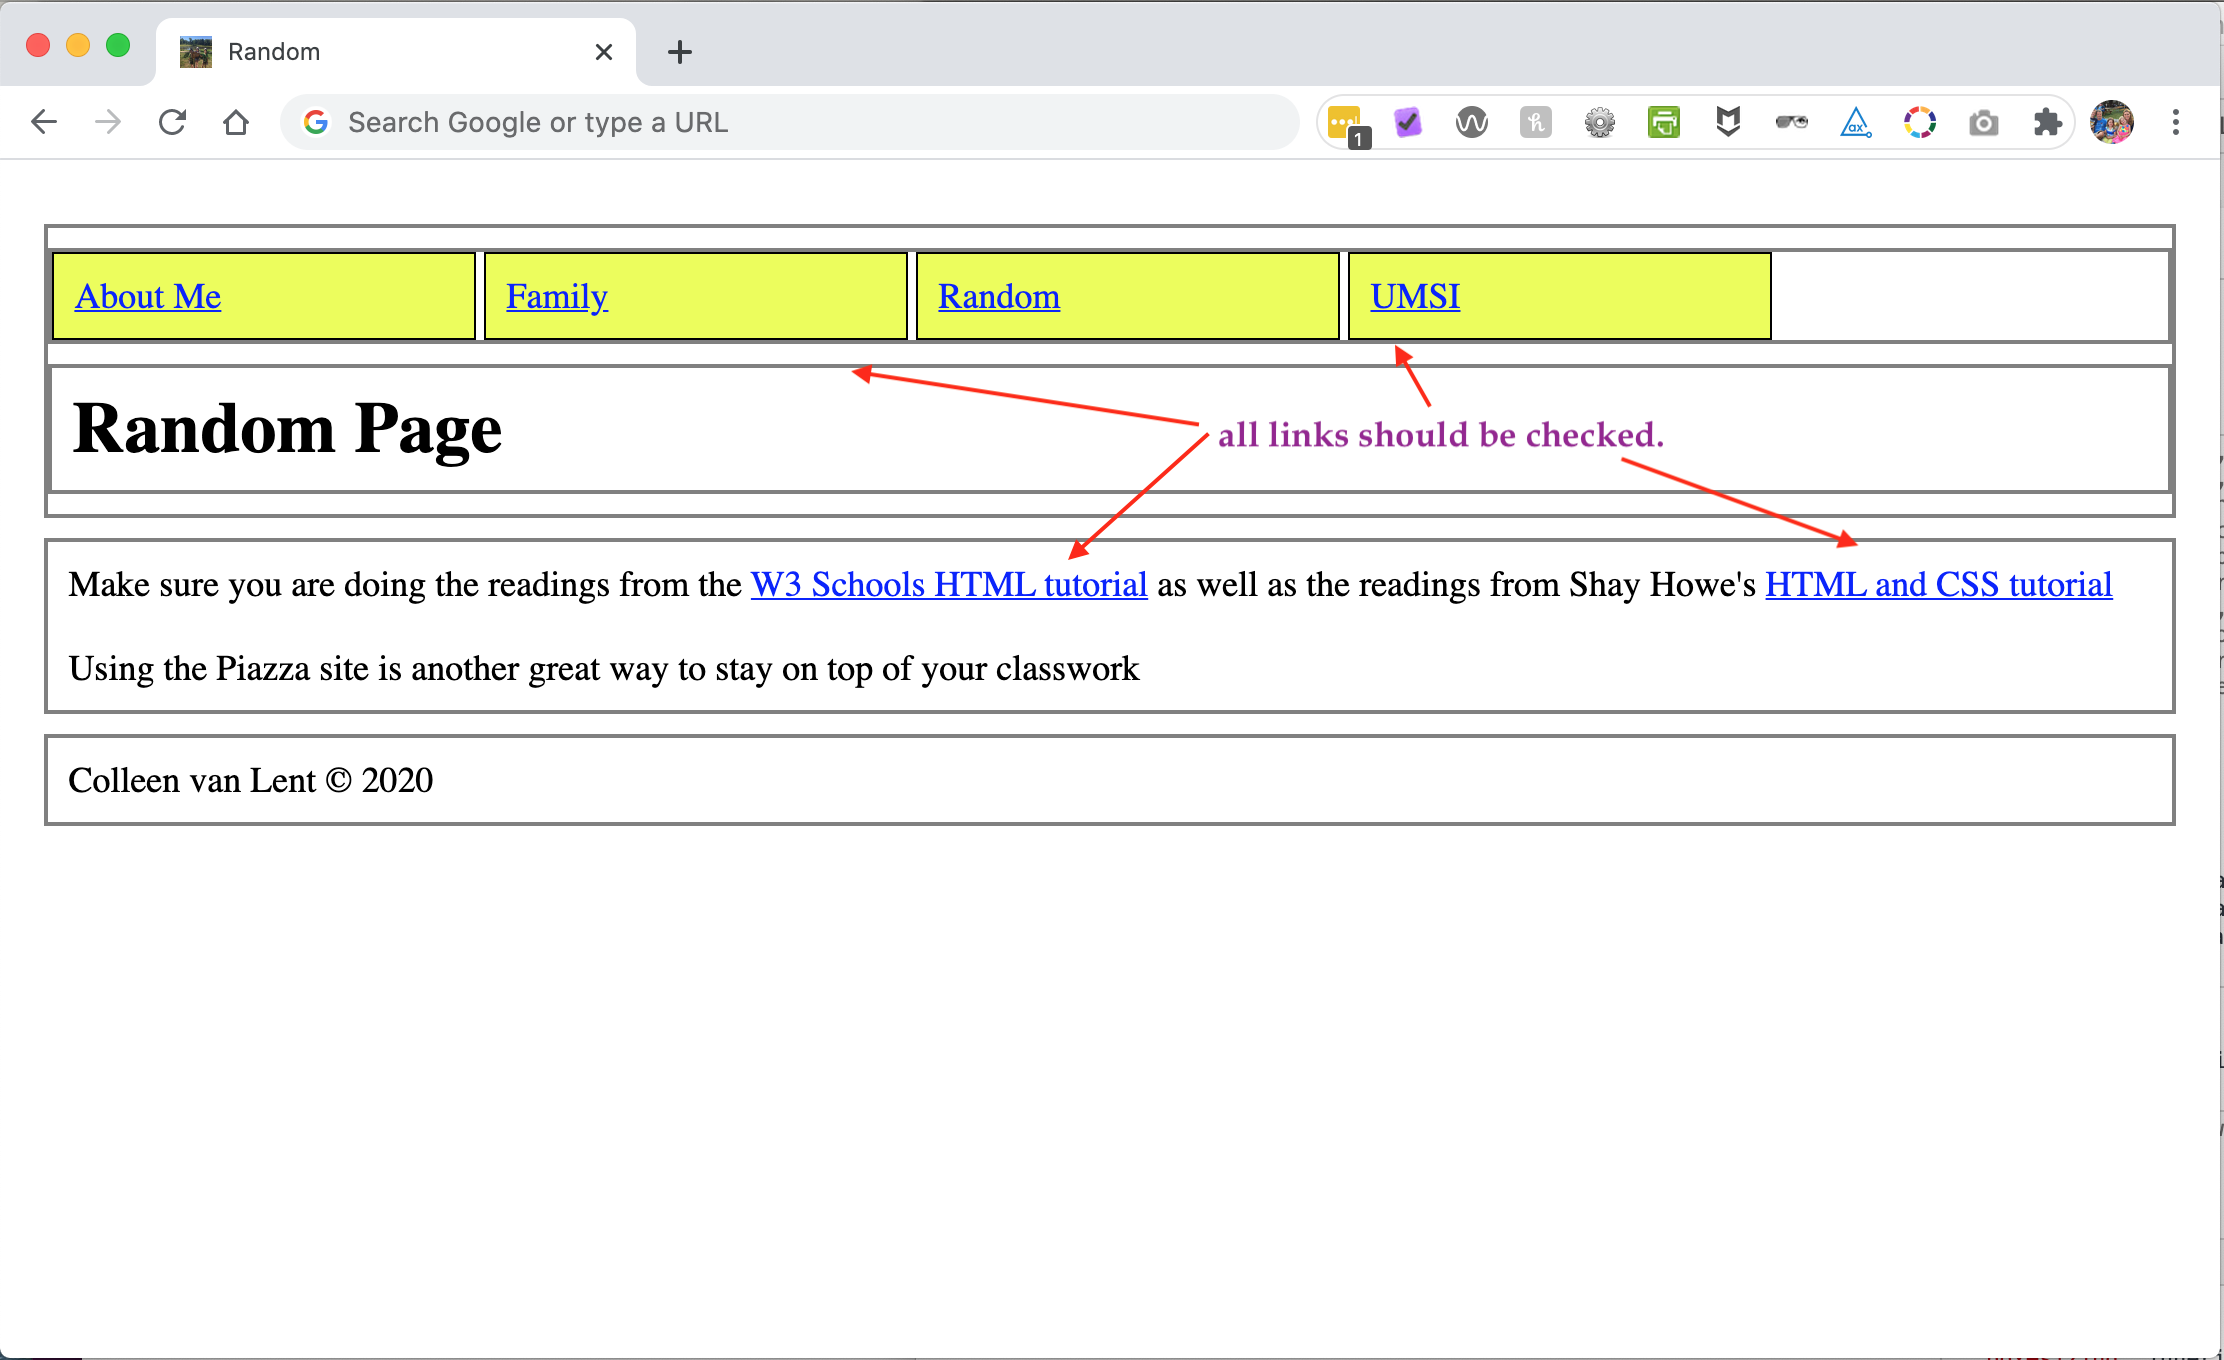 Random
Search Google or type a URL
1
About Me Family Random UMSI
Random Page
all links should be checked.
Make sure you are doing the readings from the W3 Schools HTML tutorial as well as the readings from Shay Howe's HTML and CSS tutorial
Using the Piazza site is another great way to stay on top of your classwork
Colleen van Lent © 2020